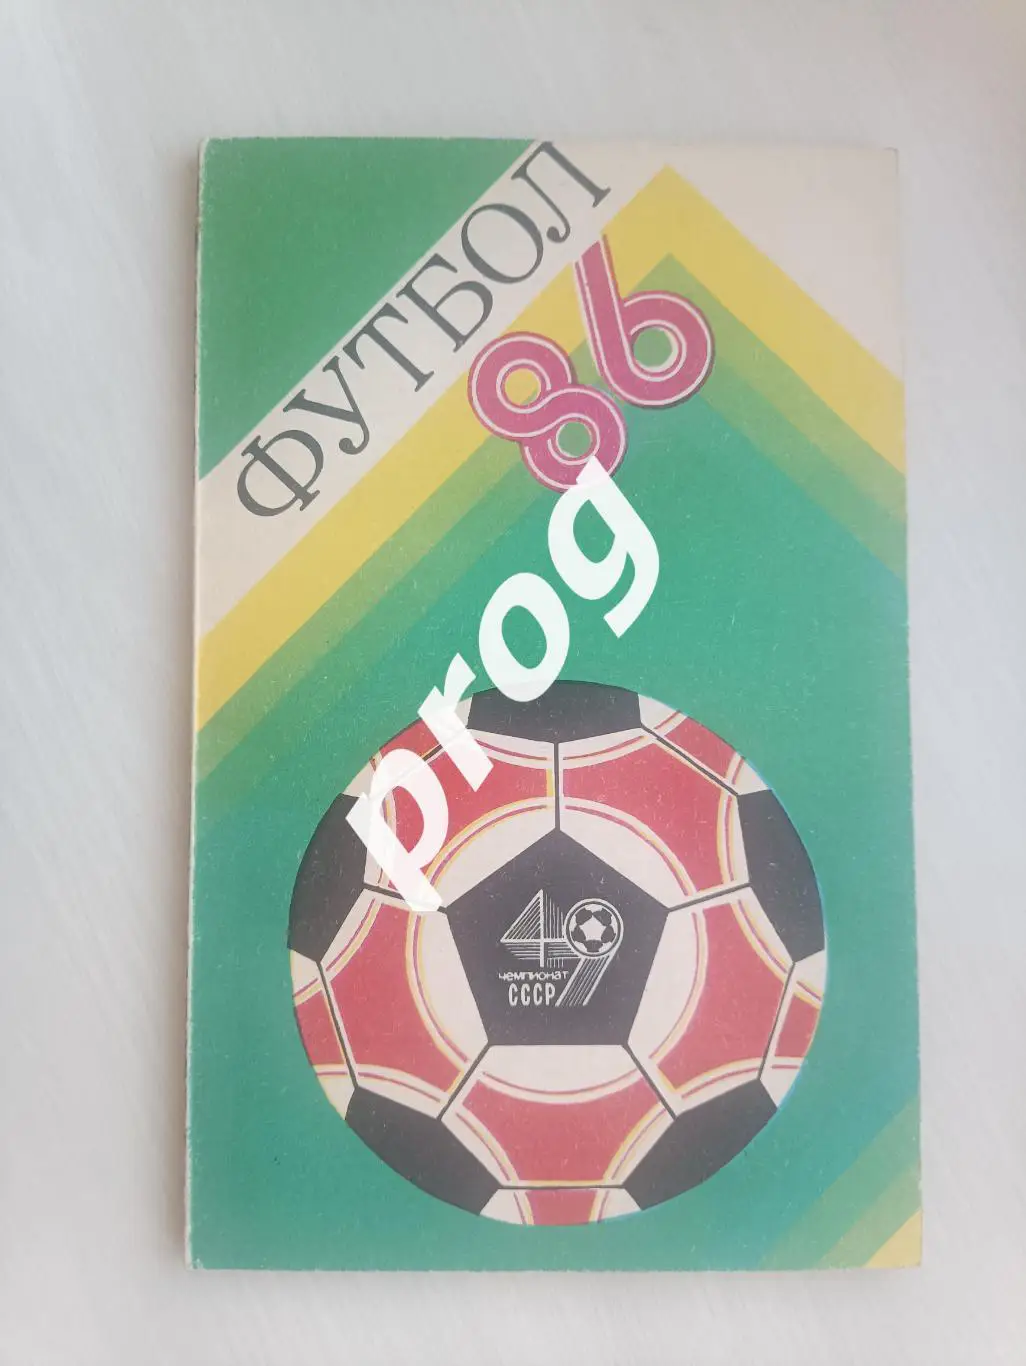 ФУТБОЛ
86
prog
49
чемпионат
СССР